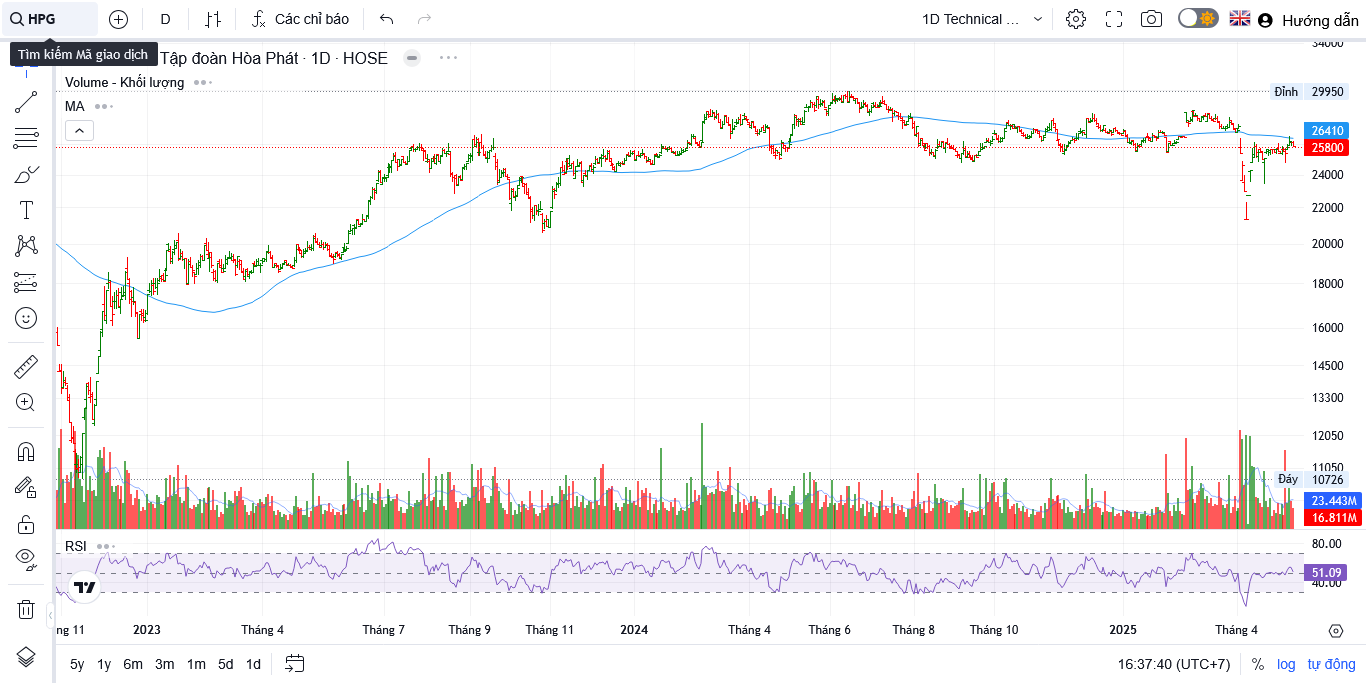 HPG
D
Các chỉ báo
1D Technical ...
Hướng dẫn
Tìm kiếm Mã giao dịch
Tập đoàn Hòa Phát · 1D · HOSE
Volume - Khối lượng
MA
34000
Đỉnh 29950
26410
25800
24000
22000
20000
18000
16000
14500
13300
12050
11050
Đáy 10726
23.443M
16.811M
RSI
80.00
51.09
40.00
ng 11 2023 Tháng 4 Tháng 7 Tháng 9 Tháng 11 2024 Tháng 4 Tháng 6 Tháng 8 Tháng 10 2025 Tháng 4
5y 1y 6m 3m 1m 5d 1d
16:37:40 (UTC+7) % log tự động